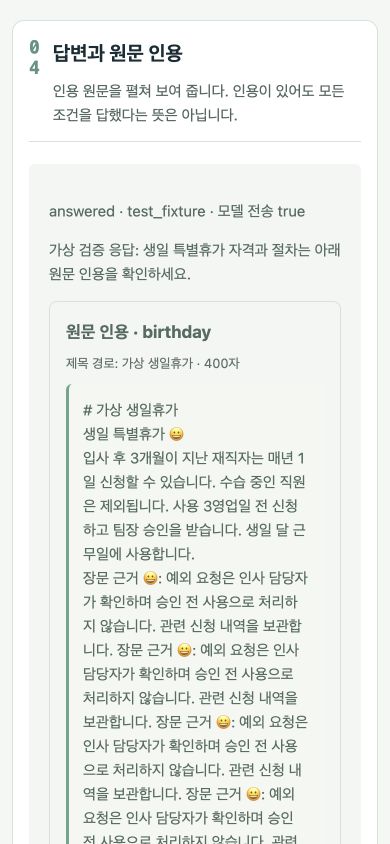 04
답변과 원문 인용
인용 원문을 펼쳐 보여 줍니다. 인용이 있어도 모든
조건을 답했다는 뜻은 아닙니다.
answered · test_fixture · 모델 전송 true
가상 검증 응답: 생일 특별휴가 자격과 절차는 아래
원문 인용을 확인하세요.
원문 인용 · birthday
제목 경로: 가상 생일휴가 · 400자
# 가상 생일휴가
생일 특별휴가 😀
입사 후 3개월이 지난 재직자는 매년 1
일 신청할 수 있습니다. 수습 중인 직원
은 제외됩니다. 사용 3영업일 전 신청
하고 팀장 승인을 받습니다. 생일 달 근
무일에 사용합니다.
장문 근거 😀: 예외 요청은 인사 담당자
가 확인하며 승인 전 사용으로 처리하
지 않습니다. 관련 신청 내역을 보관합
니다. 장문 근거 😀: 예외 요청은 인사
담당자가 확인하며 승인 전 사용으로
처리하지 않습니다. 관련 신청 내역을
보관합니다. 장문 근거 😀: 예외 요청은
인사 담당자가 확인하며 승인 전 사용
으로 처리하지 않습니다. 관련 신청 내
역을 보관합니다. 장문 근거 😀: 예외
요청은 인사 담당자가 확인하며 승인
전 사용으로 처리하지 않습니다. 관련